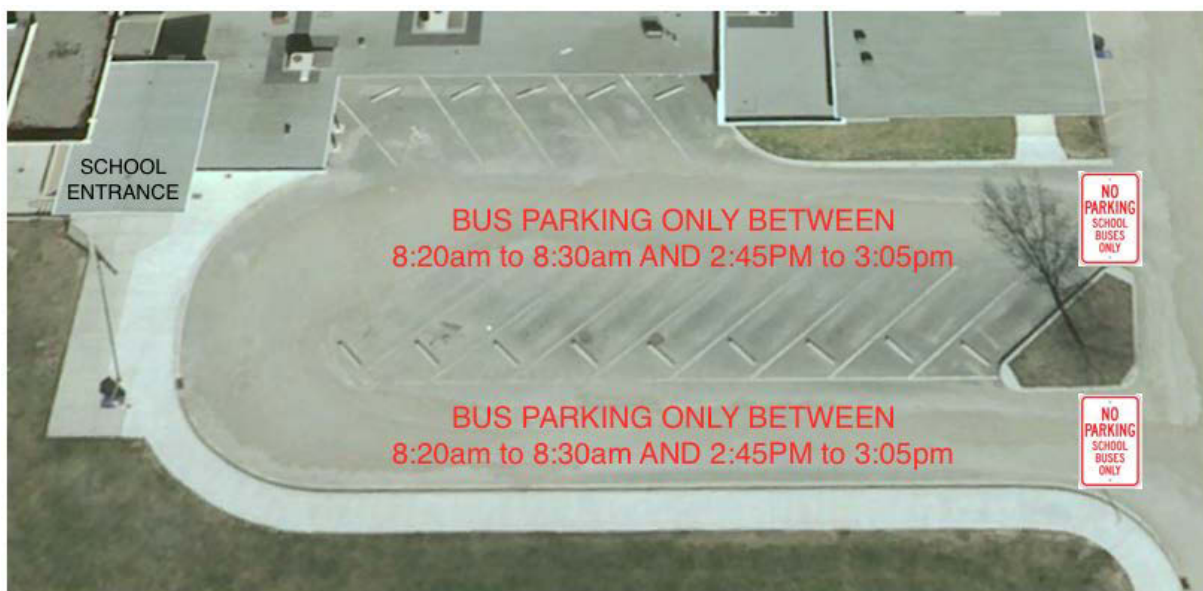 SCHOOL
ENTRANCE
BUS PARKING ONLY BETWEEN
8:20am to 8:30am AND 2:45PM to 3:05pm
NO
PARKING
SCHOOL
BUSES
ONLY
BUS PARKING ONLY BETWEEN
8:20am to 8:30am AND 2:45PM to 3:05pm
NO
PARKING
SCHOOL
BUSES
ONLY